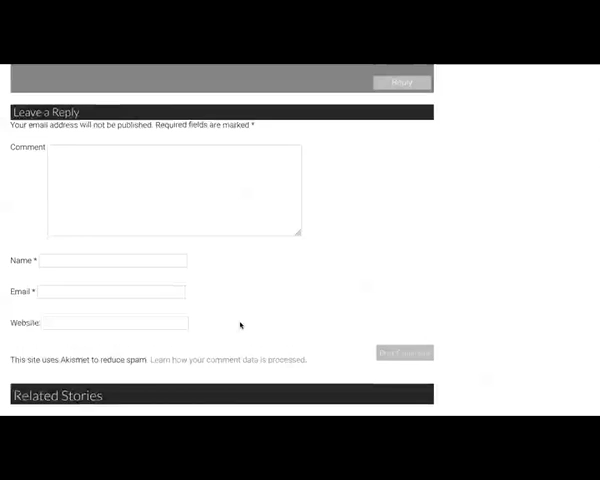 Reply
Leave a Reply
Your email address will not be published. Required fields are marked *
Comment
Name *
Email *
Website:
Post Comment
This site uses Akismet to reduce spam. Learn how your comment data is processed.
Related Stories